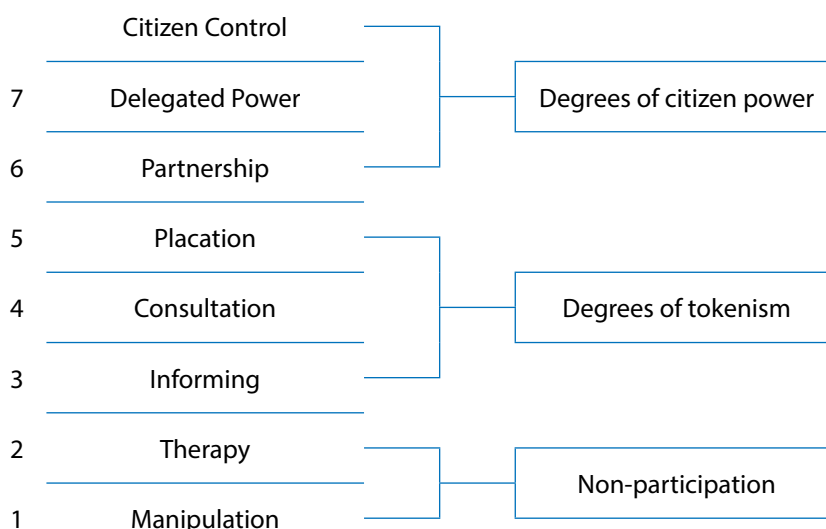 Citizen Control
7 Delegated Power
Degrees of citizen power
6 Partnership
5 Placation
4 Consultation
Degrees of tokenism
3 Informing
2 Therapy
Non-participation
1 Manipulation